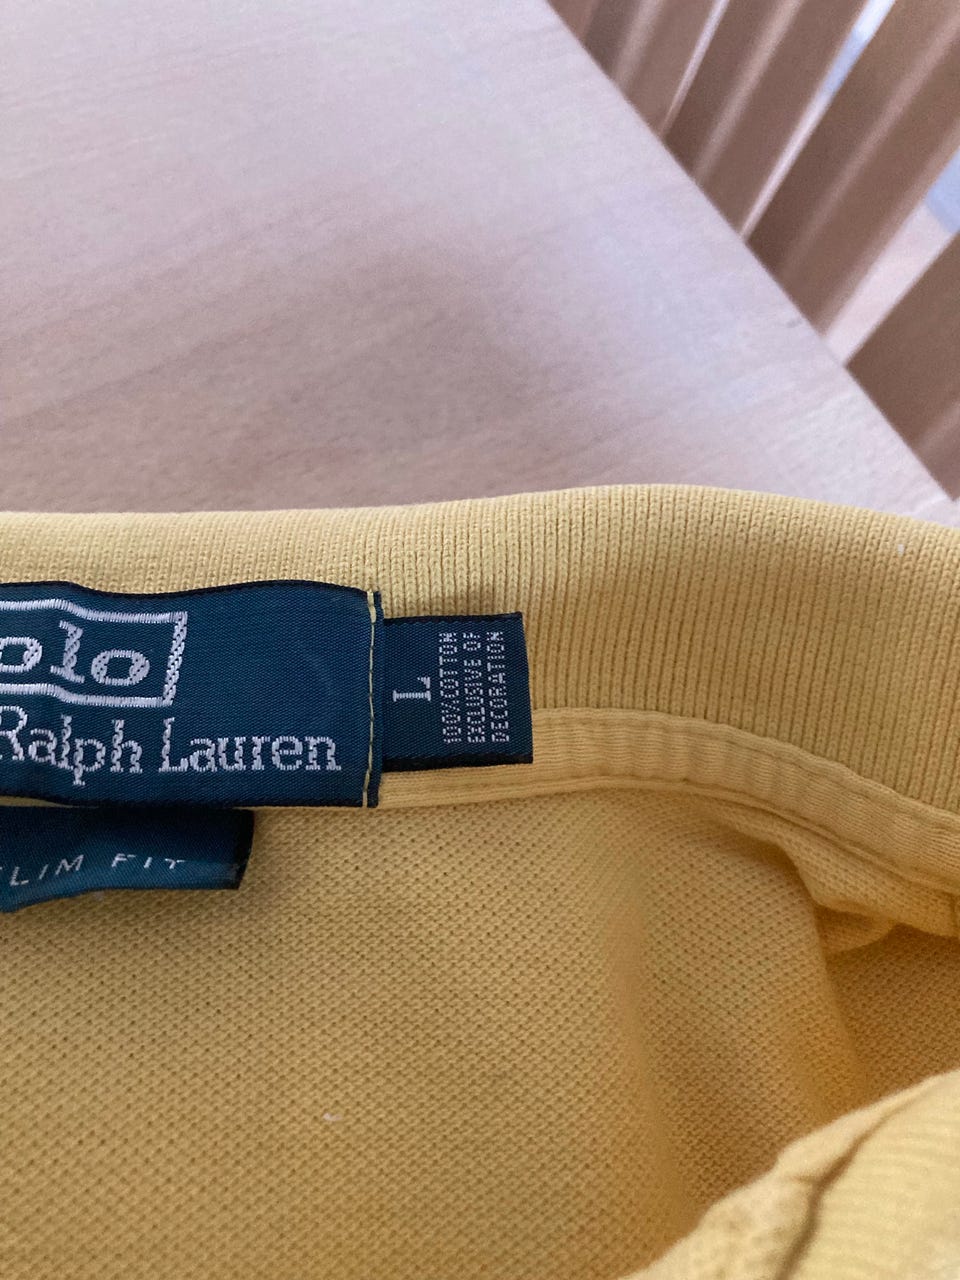 olo
Ralph Lauren
L
100% COTTON
EXCLUSIVE OF
DECORATION
LIM FIT